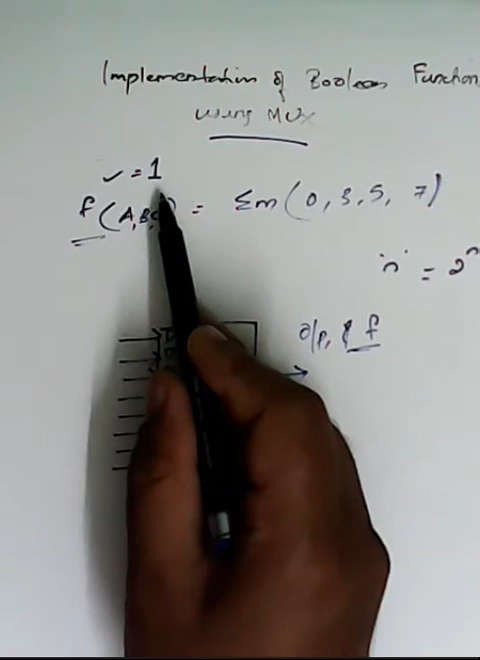 Implementation of Boolean Function
using MUX
✓ = 1
f (A,B,C) = Σm (0, 3, 5, 7)
'n' = 2^n
o/p, f